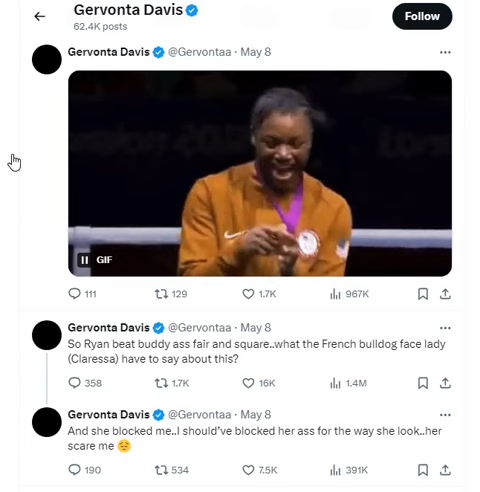 Gervonta Davis
62.4K posts
Follow
Gervonta Davis @Gervontaa · May 8
GIF
111 129 1.7K 967K
Gervonta Davis @Gervontaa · May 8
So Ryan beat buddy ass fair and square..what the French bulldog face lady
(Claressa) have to say about this?
358 1.7K 16K 1.4M
Gervonta Davis @Gervontaa · May 8
And she blocked me..I should've blocked her ass for the way she look..her
scare me 😔
190 534 7.5K 391K